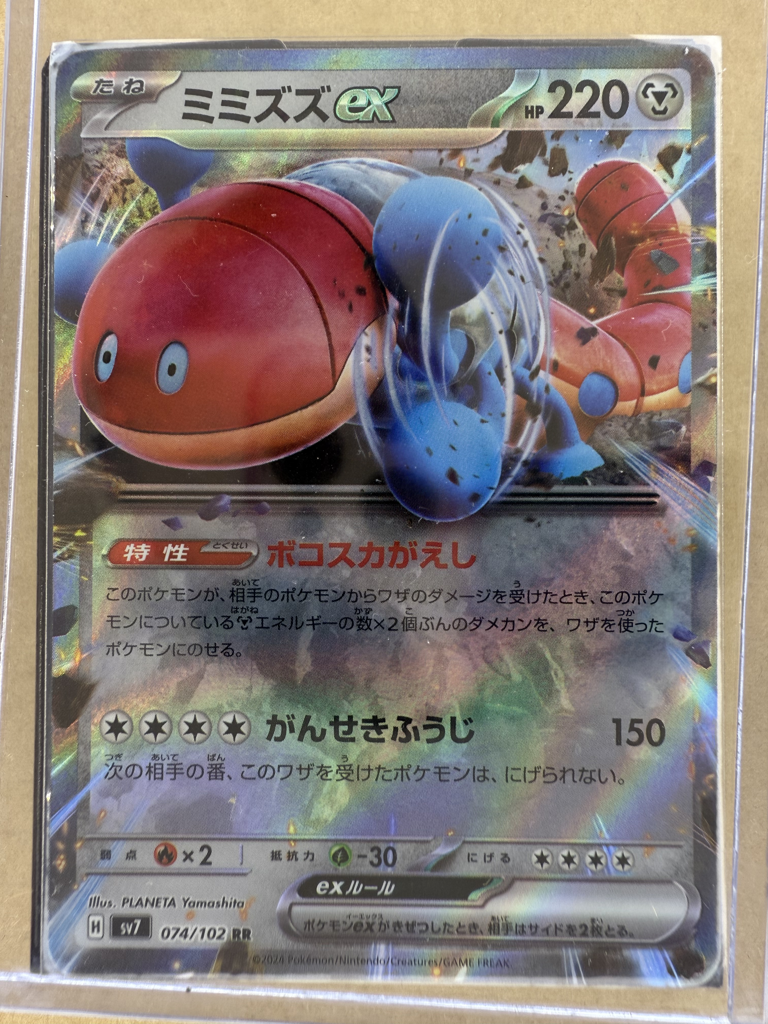 たね ミミズズex HP 220
特性 とくせい ボコスカがえし
このポケモンが、相手のポケモンからワザのダメージを受けたとき、このポケ
モンについているエネルギーの数×2個ぶんのダメカンを、ワザを使った
ポケモンにのせる。
がんせきふうじ 150
次の相手の番、このワザを受けたポケモンは、にげられない。
弱点 ×2 抵抗力 -30 にげる
exルール
ポケモンexがきぜつしたとき、相手はサイドを2枚とる。
Illus. PLANETA Yamashita
H sv7 074/102 RR
©2024 Pokémon/Nintendo/Creatures/GAME FREAK.